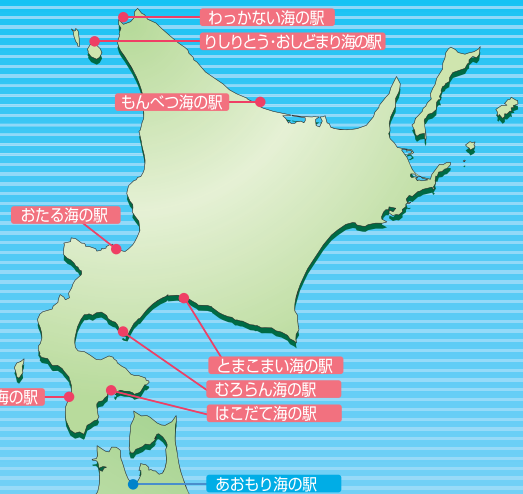 わっかない海の駅
りしりとう・おしどまり海の駅
もんべつ海の駅
おたる海の駅
とまこまい海の駅
むろらん海の駅
海の駅
はこだて海の駅
あおもり海の駅